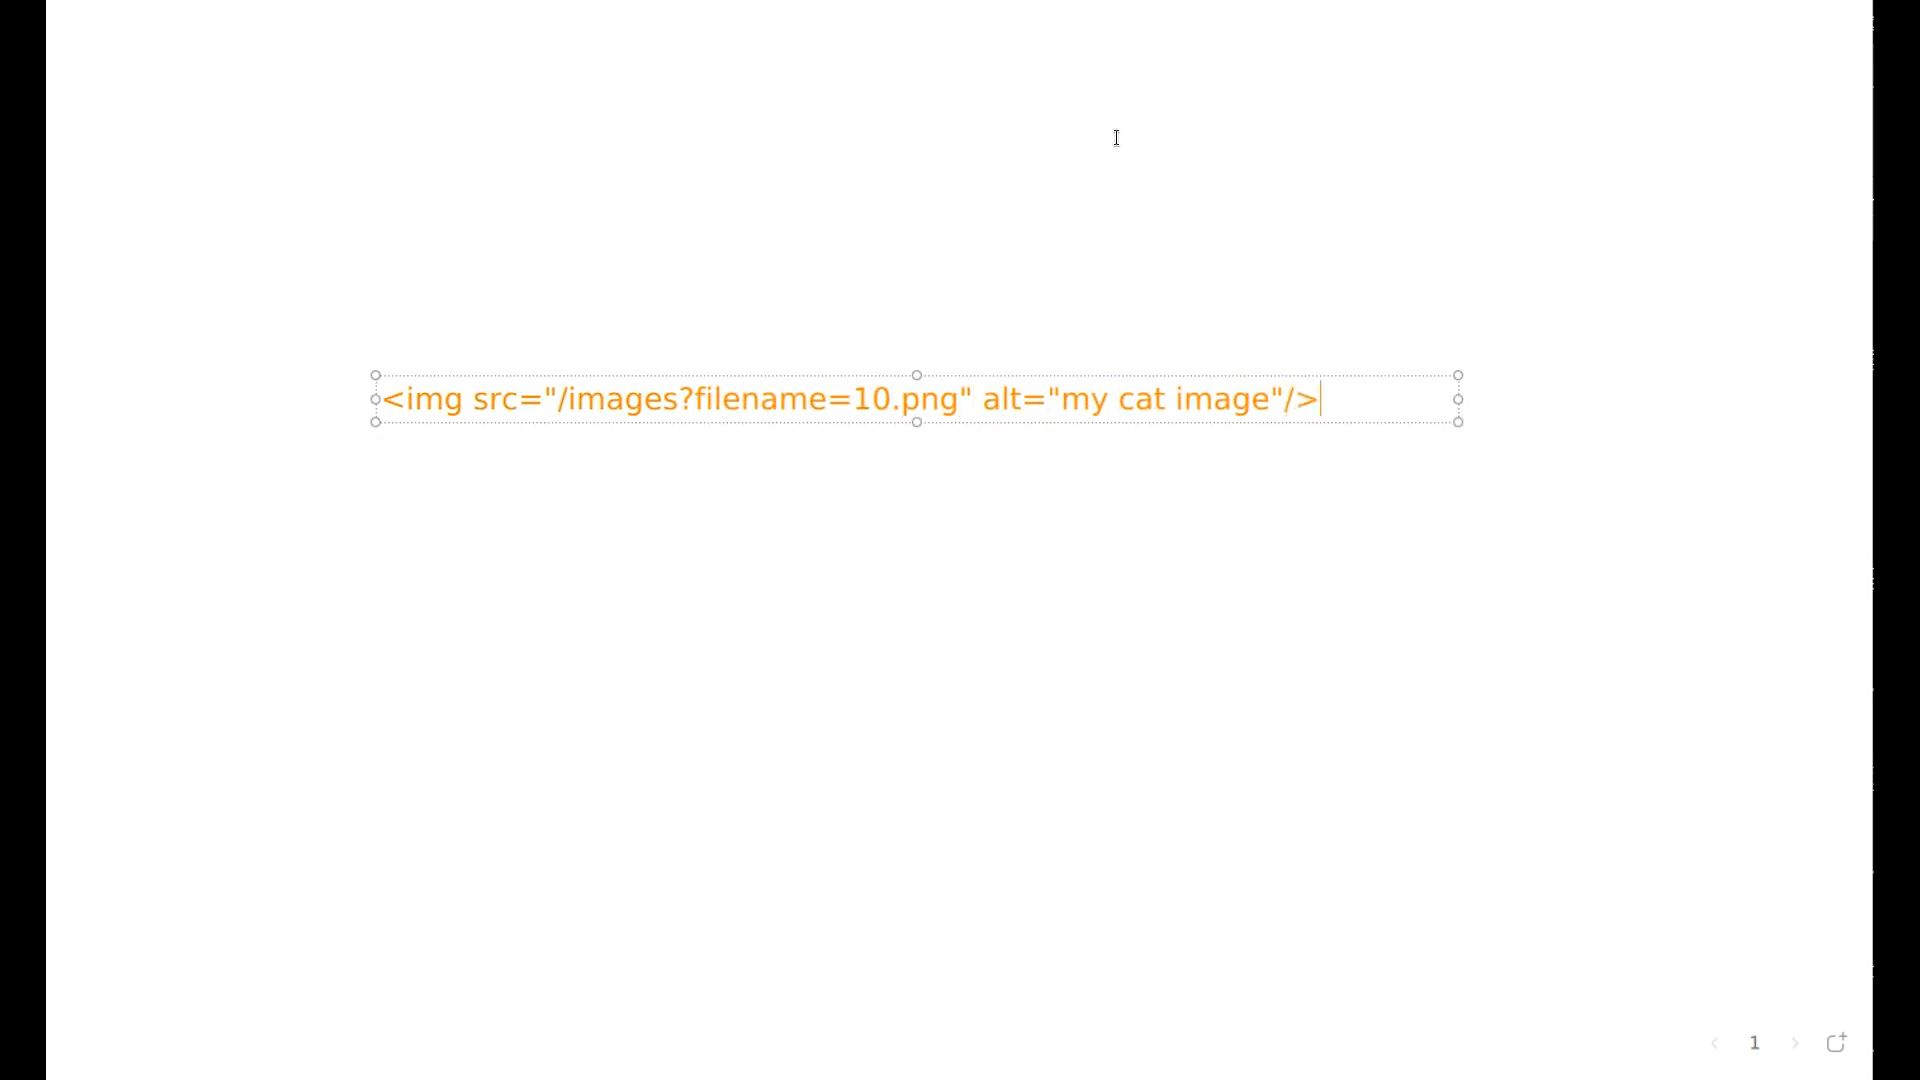 <img src="/images?filename=10.png" alt="my cat image"/>
1